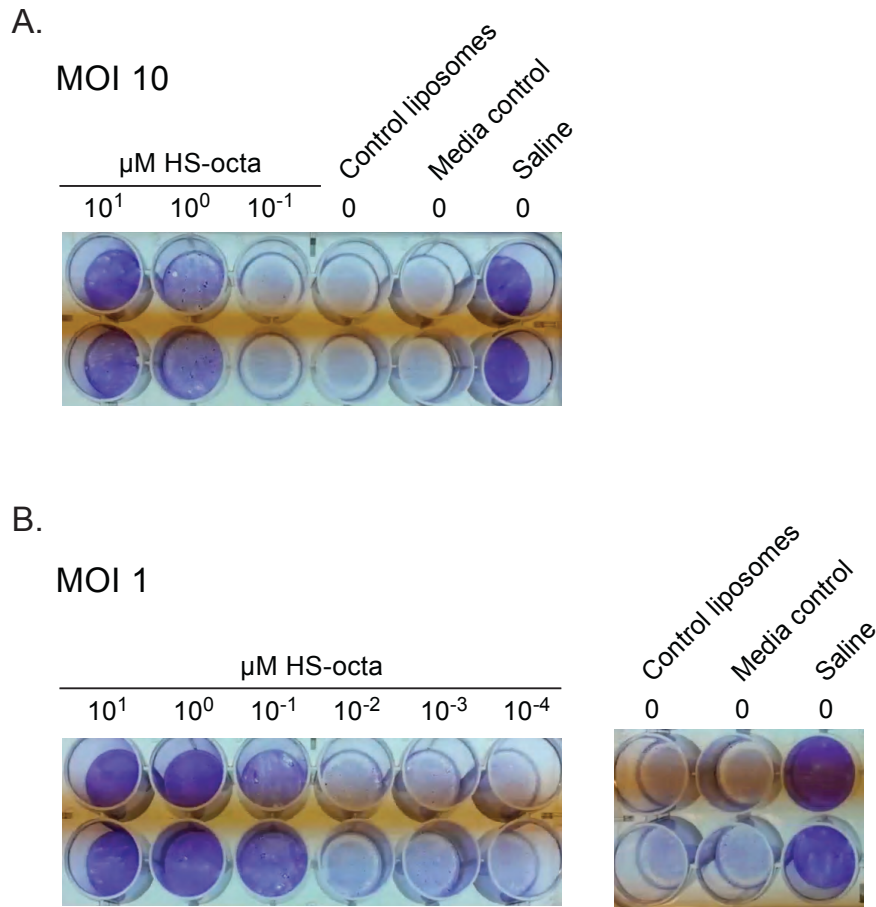 A.
MOI 10
Control liposomes
Media control
Saline
µM HS-octa
10¹ 10⁰ 10⁻¹ 0 0 0
B.
MOI 1
Control liposomes
Media control
Saline
µM HS-octa
10¹ 10⁰ 10⁻¹ 10⁻² 10⁻³ 10⁻⁴ 0 0 0